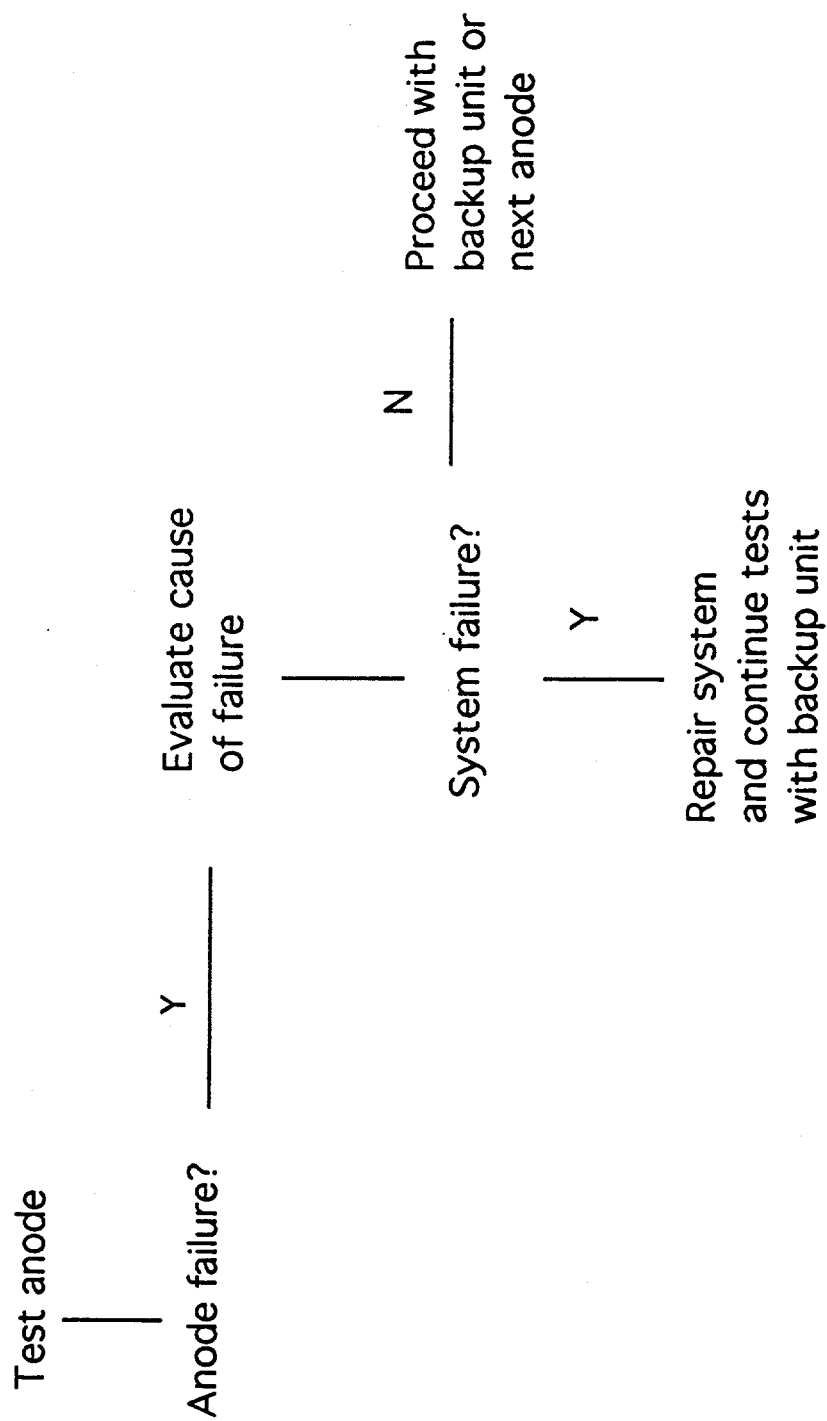 Test anode
Anode failure?
Y
Evaluate cause
of failure
System failure?
N
Proceed with
backup unit or
next anode
Y
Repair system
and continue tests
with backup unit